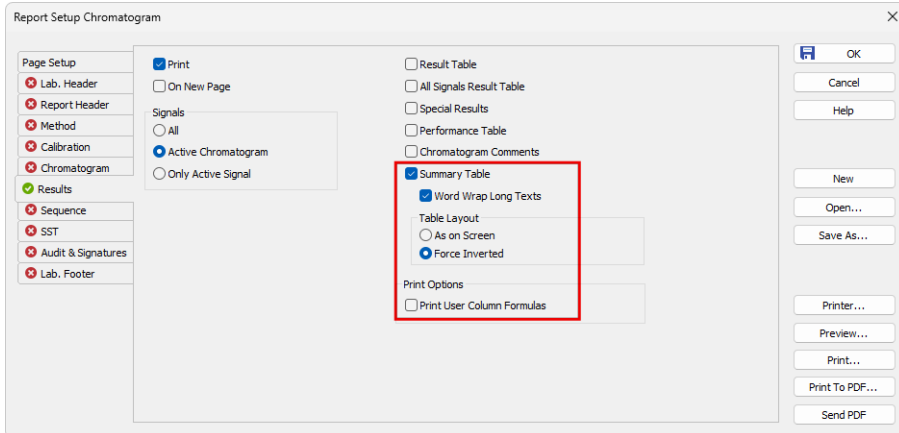 Report Setup Chromatogram
Page Setup
Lab. Header
Report Header
Method
Calibration
Chromatogram
Results
Sequence
SST
Audit & Signatures
Lab. Footer
Print
On New Page
Signals
All
Active Chromatogram
Only Active Signal
Result Table
All Signals Result Table
Special Results
Performance Table
Chromatogram Comments
Summary Table
Word Wrap Long Texts
Table Layout
As on Screen
Force Inverted
Print Options
Print User Column Formulas
OK
Cancel
Help
New
Open...
Save As...
Printer...
Preview...
Print...
Print To PDF...
Send PDF